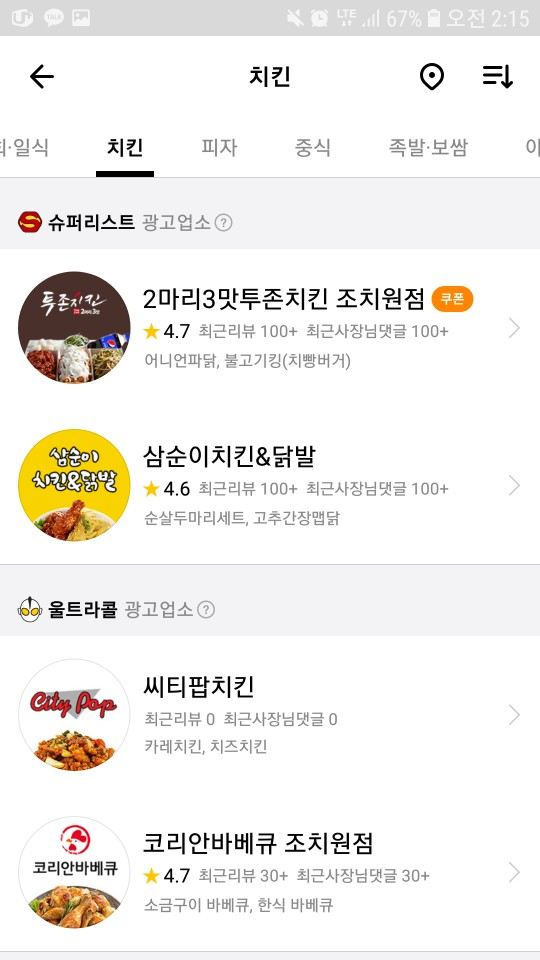 LTE 67% 오전 2:15
치킨
회·일식 치킨 피자 중식 족발·보쌈
슈퍼리스트 광고업소 ?
투존치킨
2마리 3맛
2마리3맛투존치킨 조치원점 쿠폰
4.7 최근리뷰 100+ 최근사장님댓글 100+
어니언파닭, 불고기킹(치빵버거)
삼순이
치킨&닭발
삼순이치킨&닭발
4.6 최근리뷰 100+ 최근사장님댓글 100+
순살두마리세트, 고추간장맵닭
울트라콜 광고업소 ?
City Pop
씨티팝치킨
최근리뷰 0 최근사장님댓글 0
카레치킨, 치즈치킨
코리안바베큐
코리안바베큐 조치원점
4.7 최근리뷰 30+ 최근사장님댓글 30+
소금구이 바베큐, 한식 바베큐